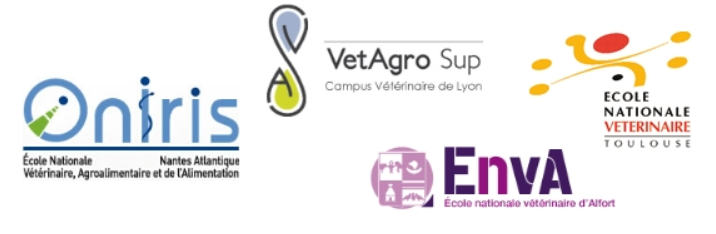 Oniris
École Nationale Nantes Atlantique
Vétérinaire, Agroalimentaire et de l'Alimentation
VAS
VetAgro Sup
Campus Vétérinaire de Lyon
ECOLE
NATIONALE
VETERINAIRE
TOULOUSE
EnvA
École nationale vétérinaire d'Alfort